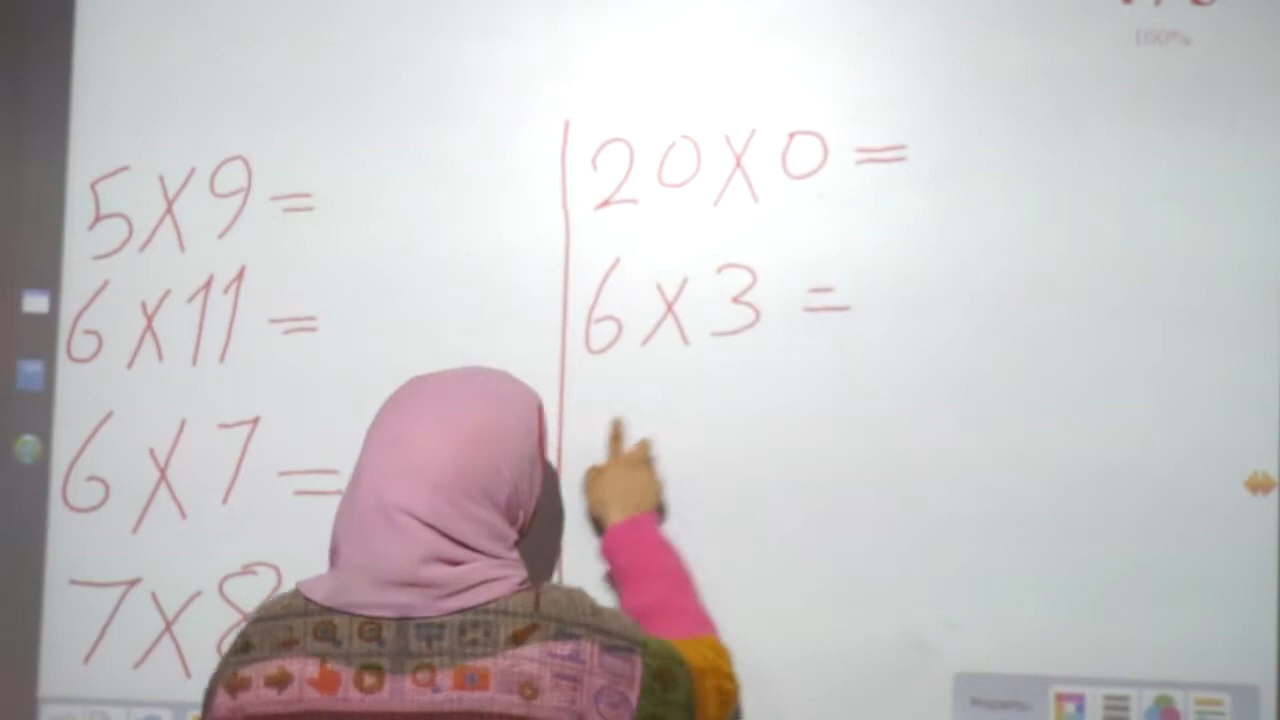 100%
5X9=
6X11=
6X7=
7X8
20X0=
6X3=